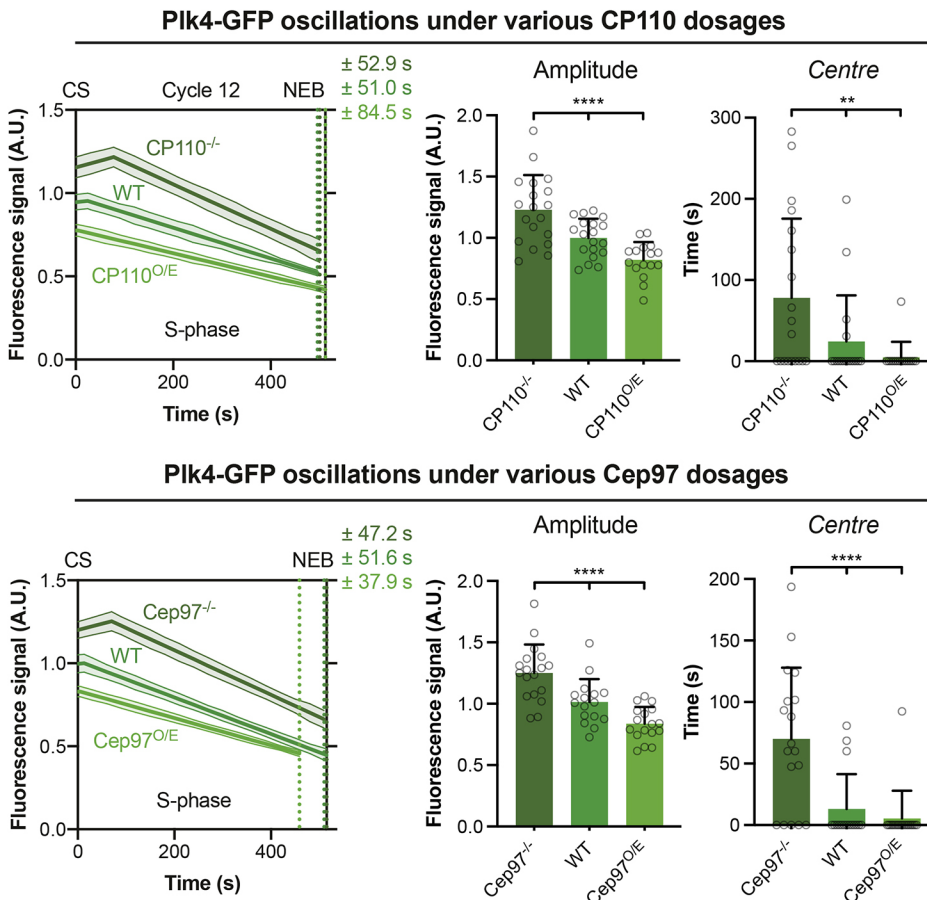 Plk4-GFP oscillations under various CP110 dosages
± 52.9 s
± 51.0 s
± 84.5 s
CS Cycle 12 NEB
Fluorescence signal (A.U.)
1.5
1.0
0.5
0.0
CP110-/-
WT
CP110O/E
S-phase
0 200 400
Time (s)
Amplitude
****
Fluorescence signal (A.U.)
2.0
1.5
1.0
0.5
0.0
CP110-/- WT CP110O/E
Centre
**
Time (s)
300
200
100
0
CP110-/- WT CP110O/E
Plk4-GFP oscillations under various Cep97 dosages
± 47.2 s
± 51.6 s
± 37.9 s
CS NEB
Fluorescence signal (A.U.)
1.5
1.0
0.5
0.0
Cep97-/-
WT
Cep97O/E
S-phase
0 200 400
Time (s)
Amplitude
****
Fluorescence signal (A.U.)
2.0
1.5
1.0
0.5
0.0
Cep97-/- WT Cep97O/E
Centre
****
Time (s)
200
150
100
50
0
Cep97-/- WT Cep97O/E